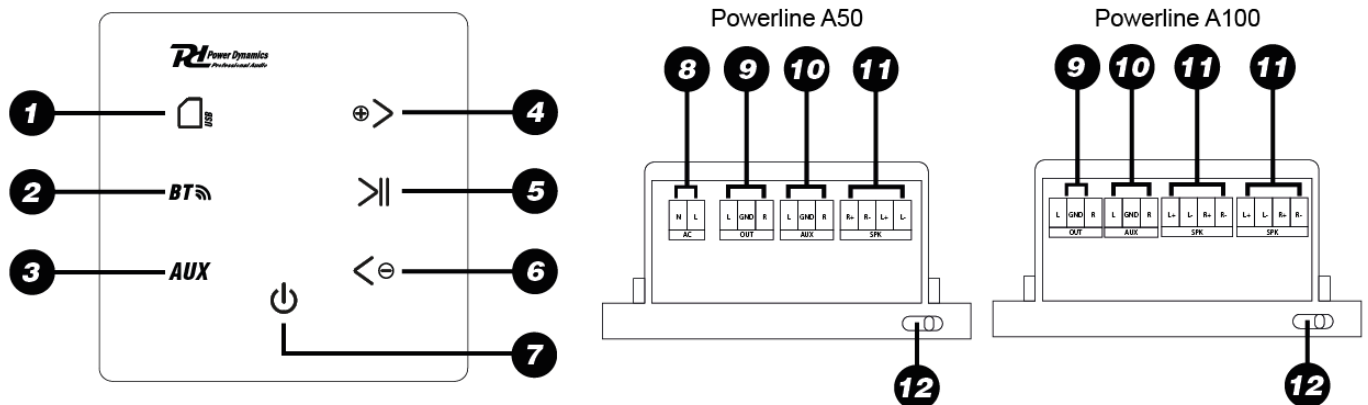 Powerline A50
Powerline A100
Power Dynamics
Professional Audio
1
USB
2
BT
3
AUX
4
5
6
7
8 9 10 11
N L L GND R L GND R R+ R- L+ L-
AC OUT AUX SPK
12
9 10 11 11
L GND R L GND R L+ L- R+ R- L+ L- R+ R-
OUT AUX SPK SPK
12